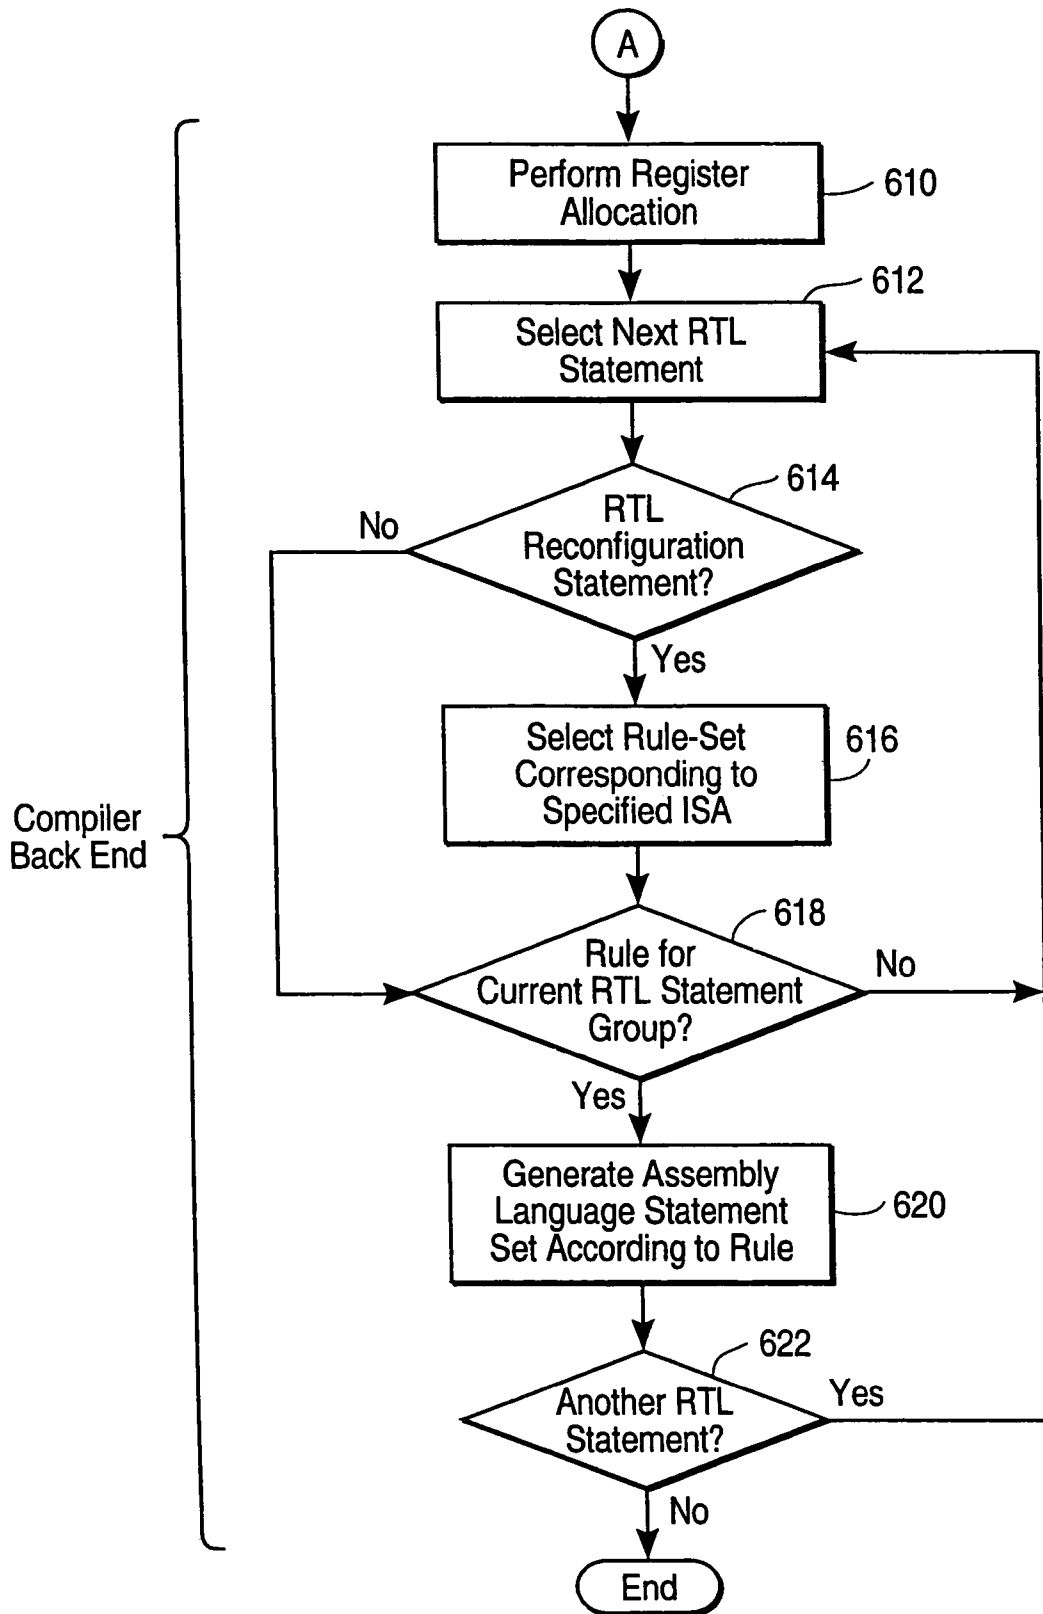 A
Perform Register
Allocation
610
612
Select Next RTL
Statement
614
No
RTL
Reconfiguration
Statement?
Yes
Select Rule-Set
Corresponding to
Specified ISA
616
Compiler
Back End
618
Rule for
Current RTL Statement
Group?
No
Yes
Generate Assembly
Language Statement
Set According to Rule
620
622
Another RTL
Statement?
Yes
No
End